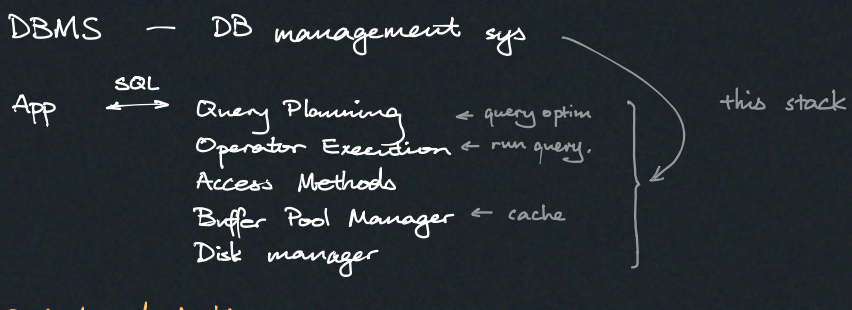 DBMS — DB management sys
SQL
App ↔ Query Planning ← query optim
this stack
Operator Execution ← run query.
Access Methods
Buffer Pool Manager ← cache
Disk manager